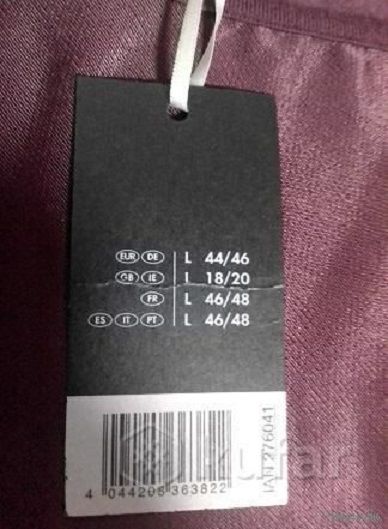 EUR DE L 44/46
GB IE L 18/20
FR L 46/48
ES IT PT L 46/48
IAN 276041
kufar
4 044205 363822